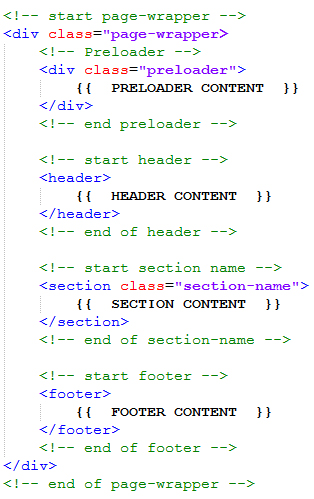 <!-- start page-wrapper -->
<div class="page-wrapper>
<!-- Preloader -->
<div class="preloader">
{{  PRELOADER CONTENT  }}
</div>
<!-- end preloader -->
<!-- start header -->
<header>
{{  HEADER CONTENT  }}
</header>
<!-- end of header -->
<!-- start section name -->
<section class="section-name">
{{  SECTION CONTENT  }}
</section>
<!-- end of section-name -->
<!-- start footer -->
<footer>
{{  FOOTER CONTENT  }}
</footer>
<!-- end of footer -->
</div>
<!-- end of page-wrapper -->